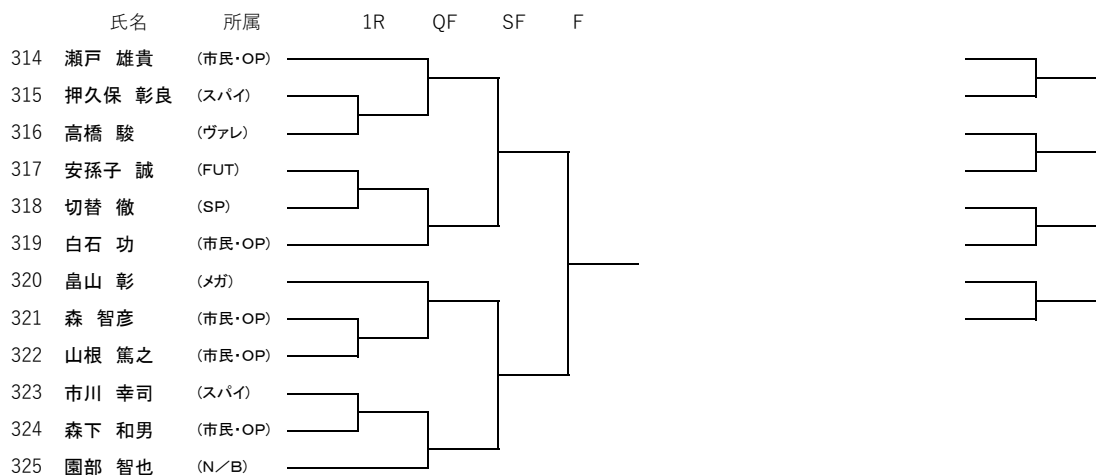 氏名 所属 1R QF SF F
314 瀬戸 雄貴 (市民・OP)
315 押久保 彰良 (スパイ)
316 高橋 駿 (ヴァレ)
317 安孫子 誠 (FUT)
318 切替 徹 (SP)
319 白石 功 (市民・OP)
320 畠山 彰 (メガ)
321 森 智彦 (市民・OP)
322 山根 篤之 (市民・OP)
323 市川 幸司 (スパイ)
324 森下 和男 (市民・OP)
325 園部 智也 (N／B)